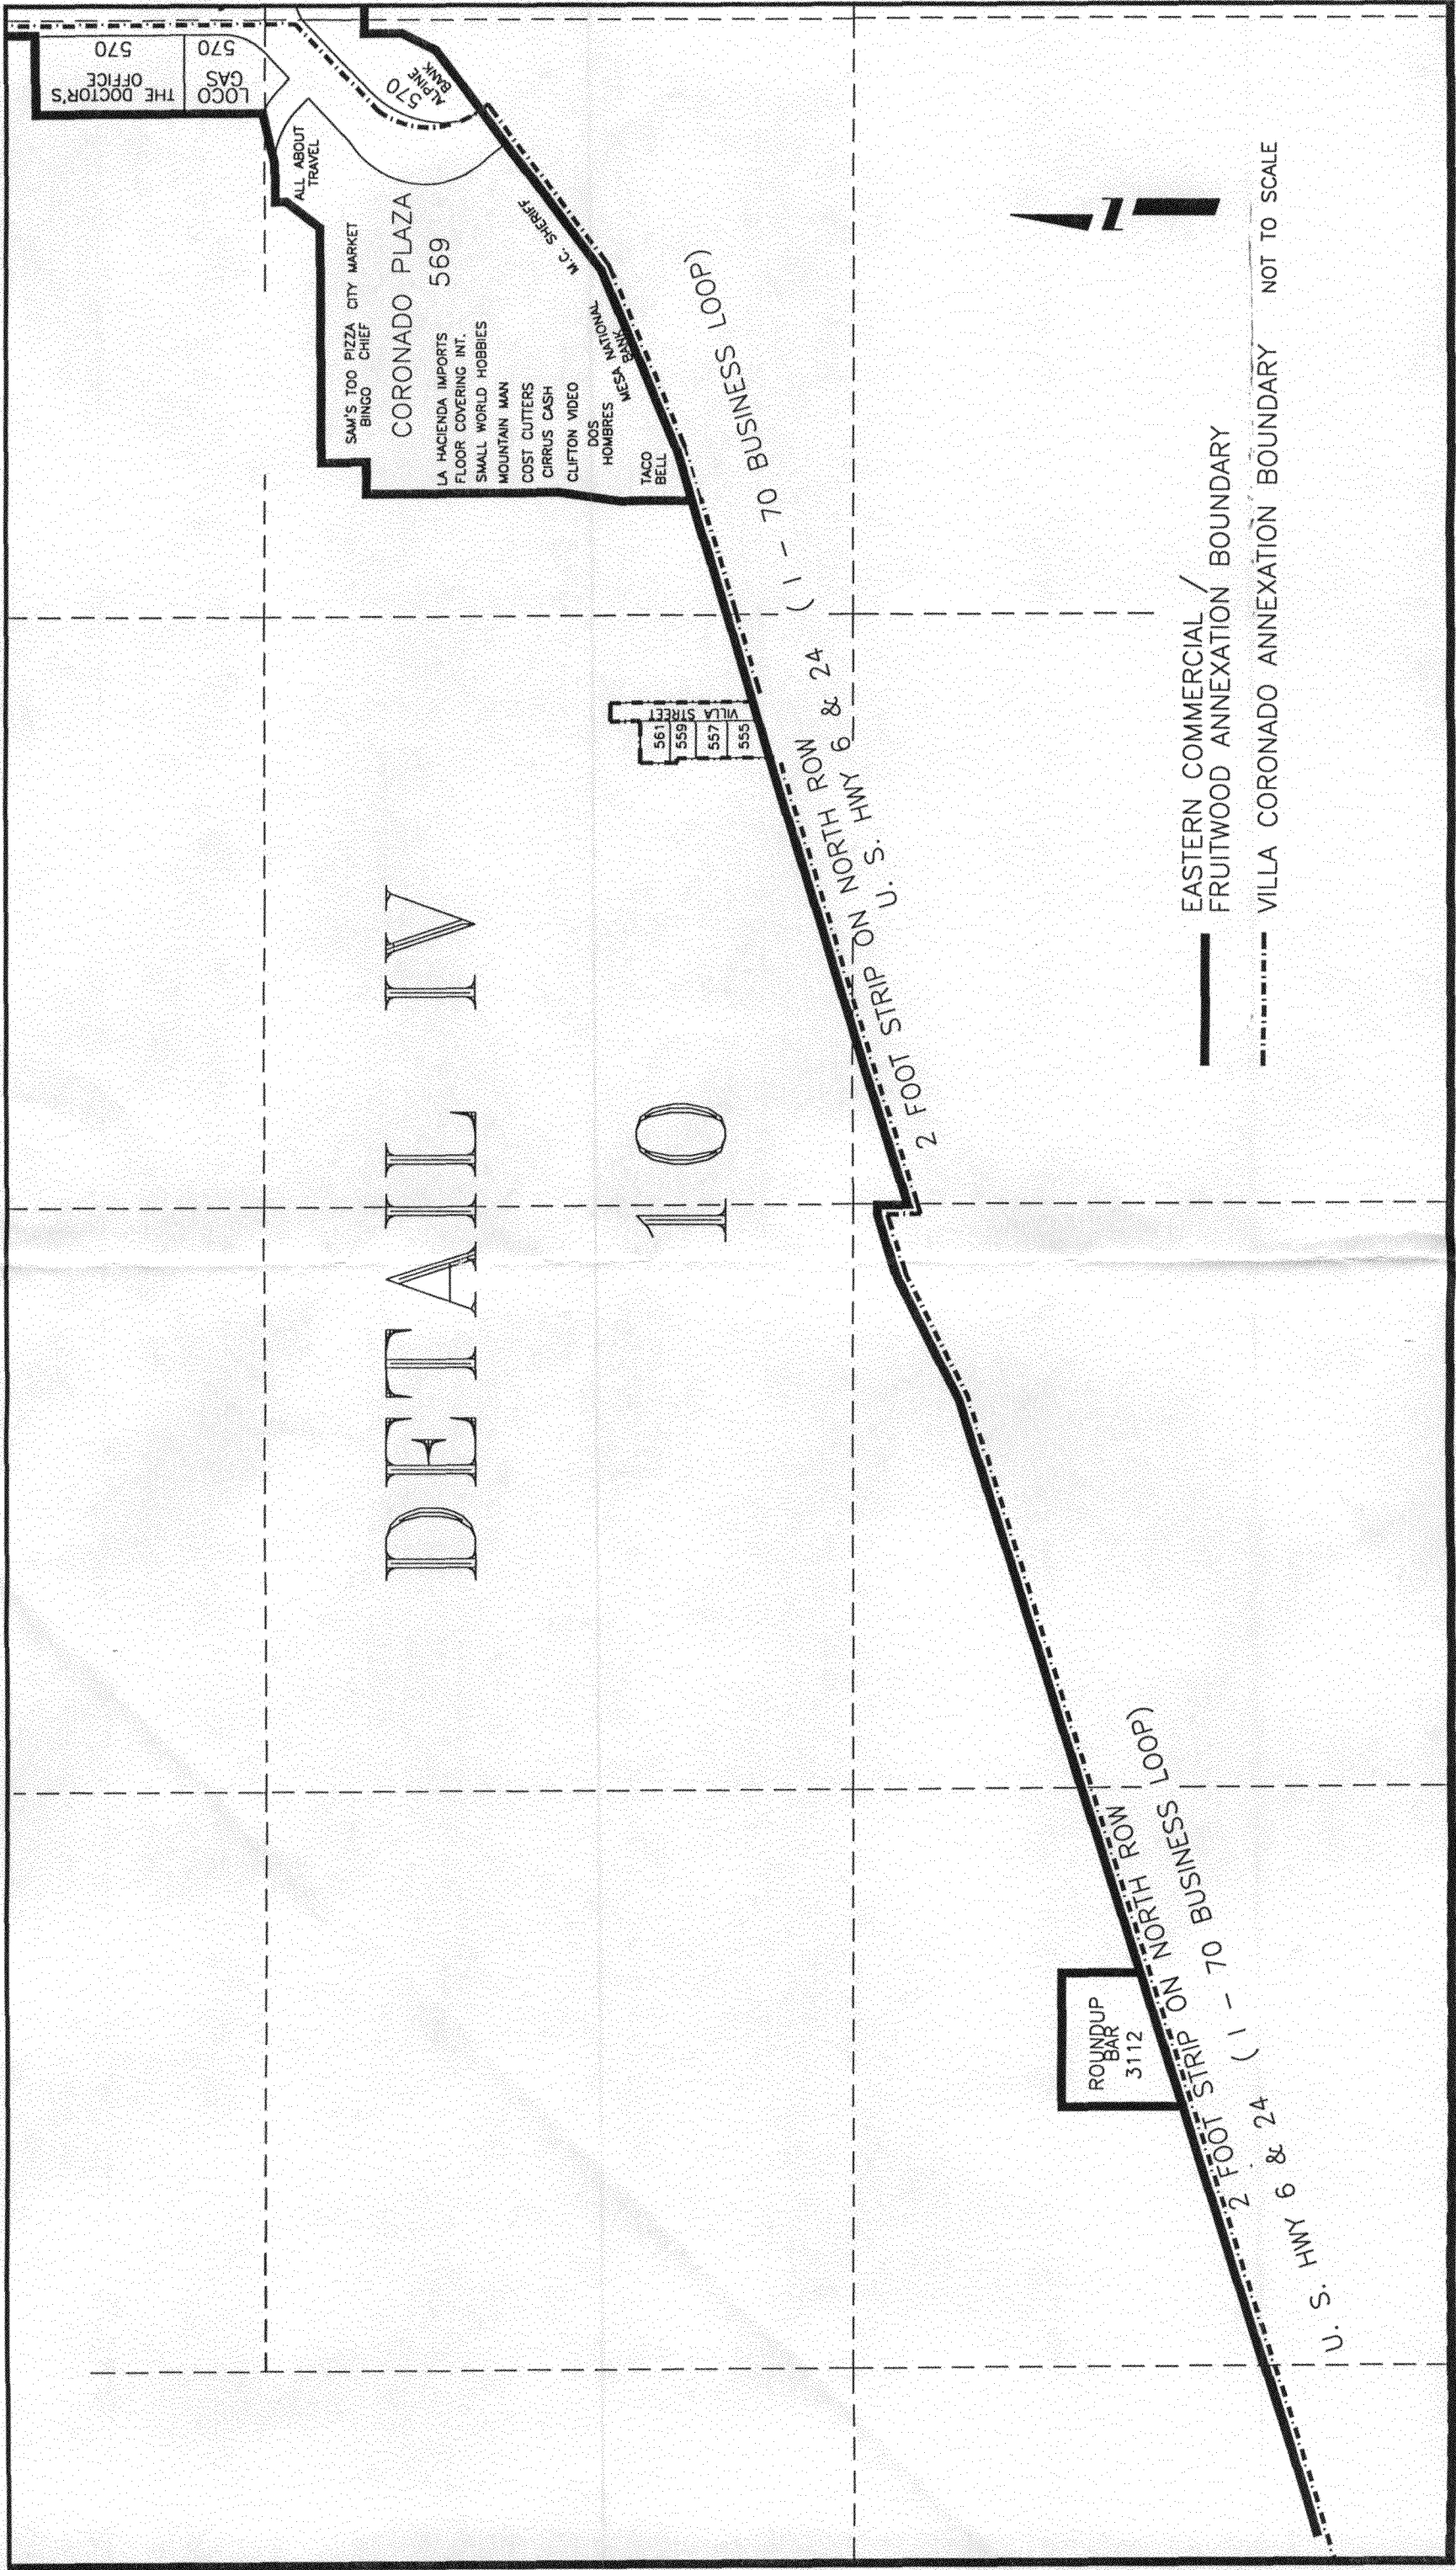 THE DOCTOR'S
OFFICE
570
LOCO
GAS
570
ALPINE
BANK
570
ALL ABOUT
TRAVEL
SAM'S TOO PIZZA CITY MARKET
BINGO CHIEF
CORONADO PLAZA
569
LA HACIENDA IMPORTS
FLOOR COVERING INT.
SMALL WORLD HOBBIES
MOUNTAIN MAN
COST CUTTERS
CIRRUS CASH
CLIFTON VIDEO
DOS
HOMBRES
TACO
BELL
MESA NATIONAL
BANK
M.C. SHERIFF
DETAIL IV
10
VILLA STREET
561
559
557
555
2 FOOT STRIP ON NORTH ROW
U. S. HWY 6 & 24 ( I - 70 BUSINESS LOOP)
ROUNDUP
BAR
3112
2 FOOT STRIP ON NORTH ROW
U. S. HWY 6 & 24 ( I - 70 BUSINESS LOOP)
EASTERN COMMERCIAL /
FRUITWOOD ANNEXATION BOUNDARY
VILLA CORONADO ANNEXATION BOUNDARY
NOT TO SCALE